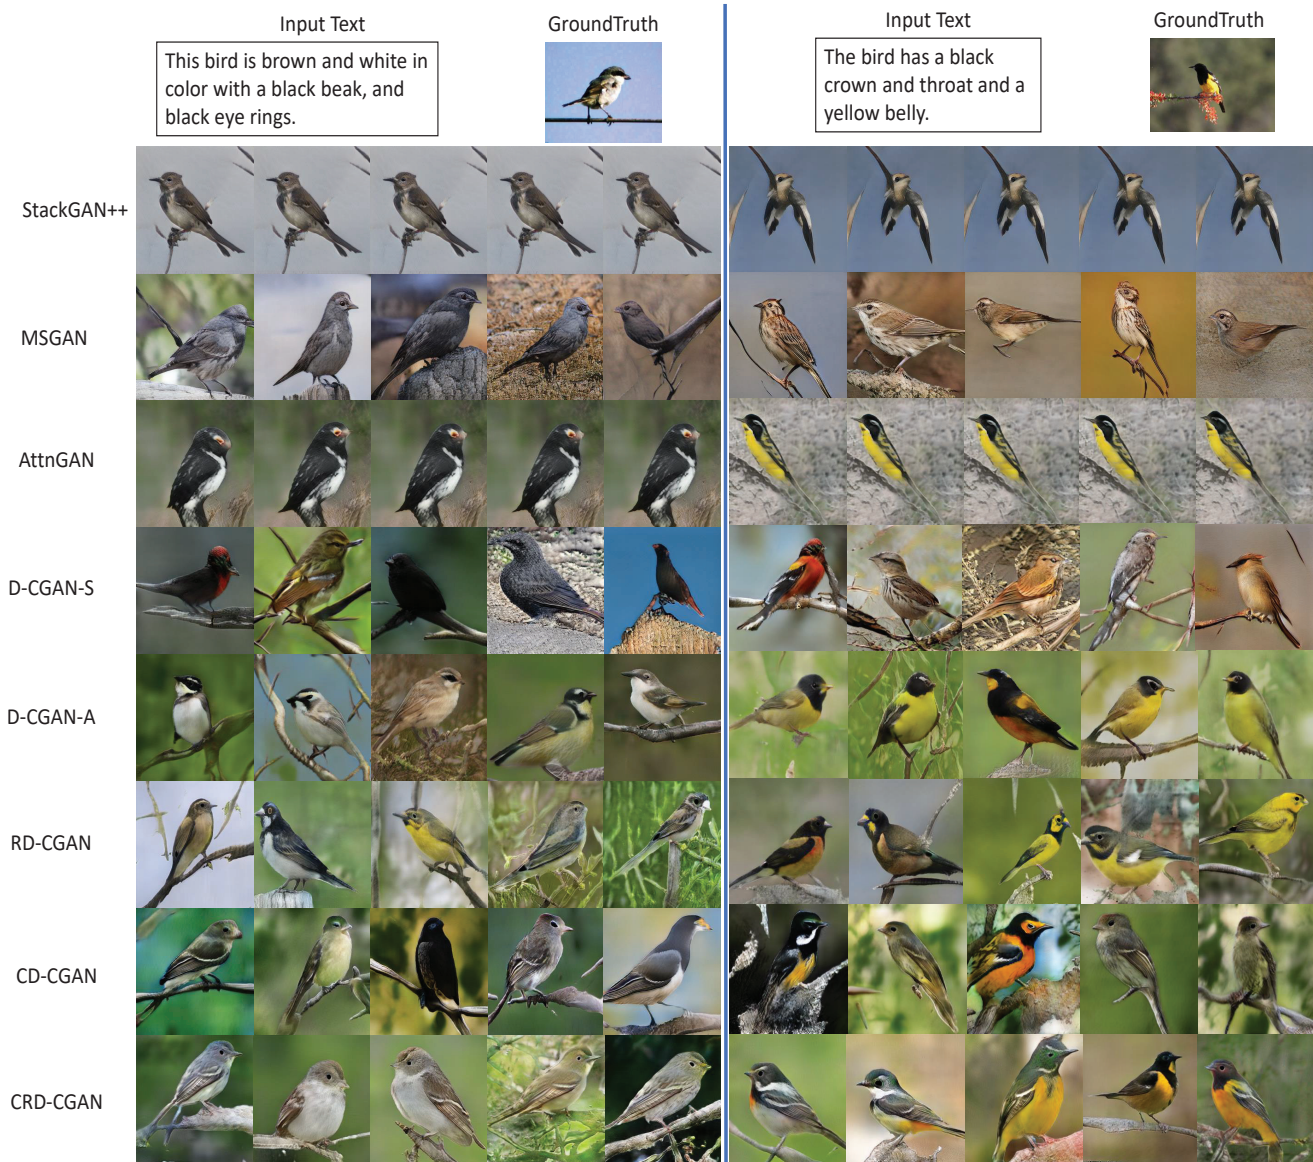 Input Text
GroundTruth
This bird is brown and white in
color with a black beak, and
black eye rings.
Input Text
GroundTruth
The bird has a black
crown and throat and a
yellow belly.
StackGAN++
MSGAN
AttnGAN
D-CGAN-S
D-CGAN-A
RD-CGAN
CD-CGAN
CRD-CGAN